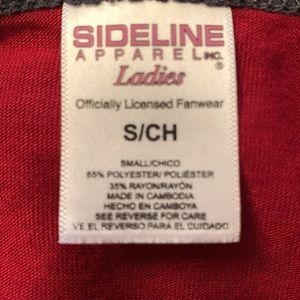 SIDELINE
APPAREL INC.
®
Ladies
Officially Licensed Fanwear
S/CH
SMALL/CHICO
65% POLYESTER/ POLIÉSTER
35% RAYON/RAYÓN
MADE IN CAMBODIA
HECHO EN CAMBOYA
SEE REVERSE FOR CARE
VE EL REVERSO PARA EL CUIDADO